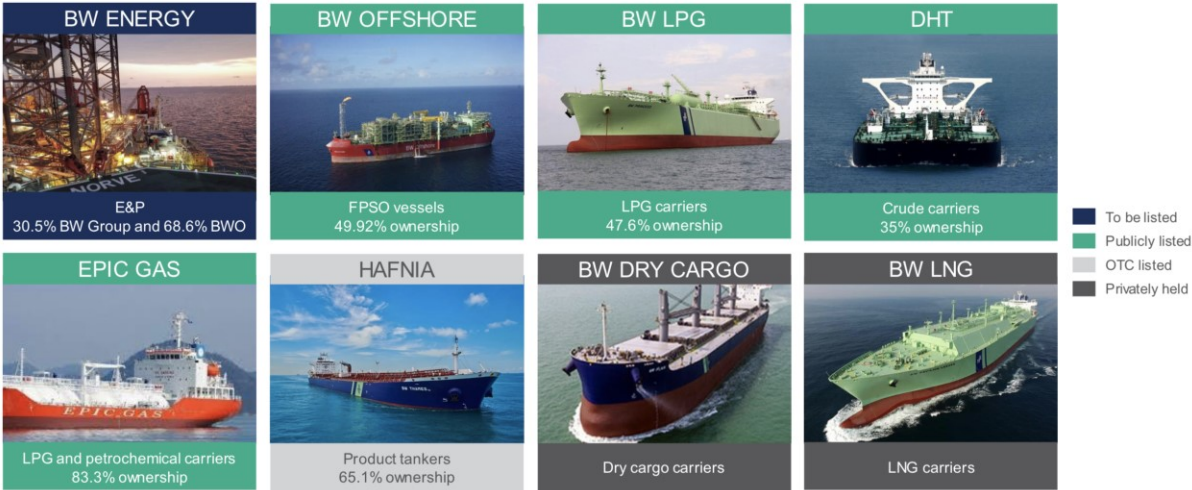 BW ENERGY
NORVE
E&P
30.5% BW Group and 68.6% BWO
BW OFFSHORE
FPSO vessels
49.92% ownership
BW LPG
LPG carriers
47.6% ownership
DHT
Crude carriers
35% ownership
EPIC GAS
EPIC GAS
LPG and petrochemical carriers
83.3% ownership
HAFNIA
BW THAMES
Product tankers
65.1% ownership
BW DRY CARGO
Dry cargo carriers
BW LNG
LNG carriers
To be listed
Publicly listed
OTC listed
Privately held